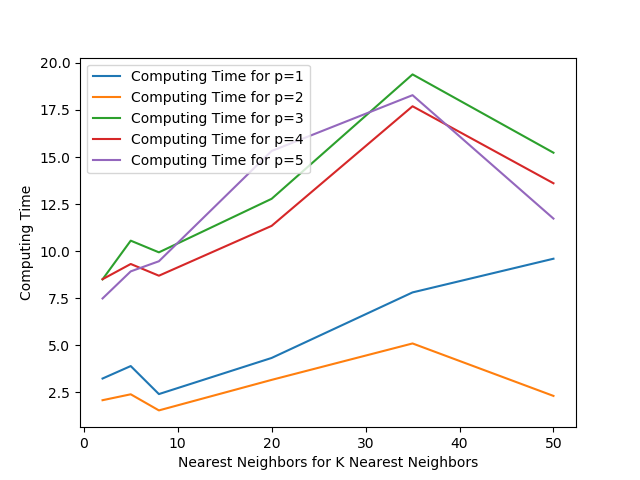 20.0
17.5
15.0
12.5
10.0
7.5
5.0
2.5
Computing Time
Computing Time for p=1
Computing Time for p=2
Computing Time for p=3
Computing Time for p=4
Computing Time for p=5
0 10 20 30 40 50
Nearest Neighbors for K Nearest Neighbors